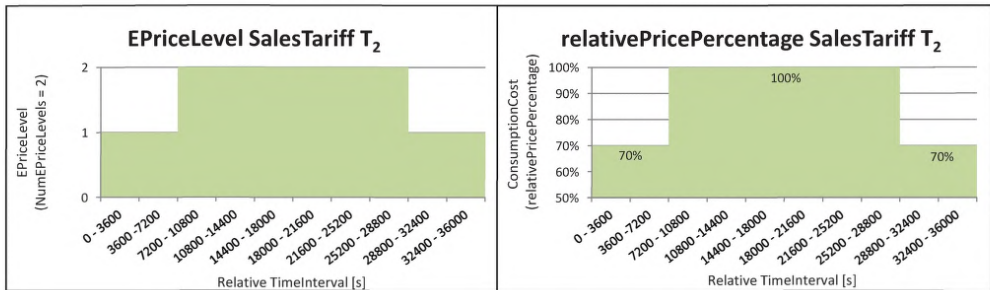 EPriceLevel SalesTariff T₂
EPriceLevel
(NumEPriceLevels = 2)
2
1
0
0 - 3600
3600 -7200
7200 - 10800
10800 -14400
14400 - 18000
18000 - 21600
21600 - 25200
25200 - 28800
28800 - 32400
32400 - 36000
Relative TimeInterval [s]
relativePricePercentage SalesTariff T₂
ConsumptionCost
(relativePricePercentage)
100%
90%
80%
70%
60%
50%
70%
100%
70%
0 - 3600
3600 -7200
7200 - 10800
10800 -14400
14400 - 18000
18000 - 21600
21600 - 25200
25200 - 28800
28800 - 32400
32400 - 36000
Relative TimeInterval [s]